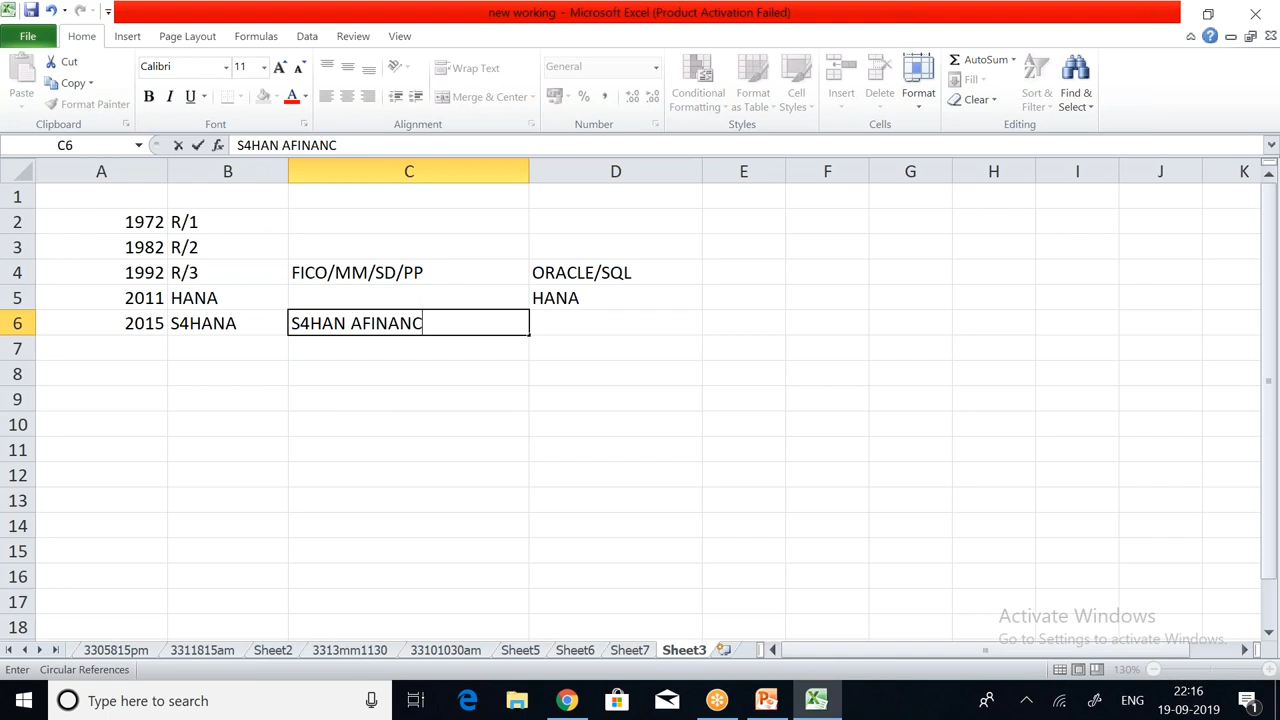 new working - Microsoft Excel (Product Activation Failed)
File Home Insert Page Layout Formulas Data Review View
Paste
Cut
Copy
Format Painter
Clipboard
Calibri 11 A A
B I U A
Font
Wrap Text
Merge & Center
Alignment
General
% ,
Number
Conditional Formatting
Format as Table
Cell Styles
Styles
Insert Delete Format
Cells
Σ AutoSum
Fill
Clear
Sort & Filter
Find & Select
Editing
C6 fx S4HAN AFINANC
A B C D E F G H I J K
1
2 1972 R/1
3 1982 R/2
4 1992 R/3 FICO/MM/SD/PP ORACLE/SQL
5 2011 HANA HANA
6 2015 S4HANA S4HAN AFINANC
7
8
9
10
11
12
13
14
15
16
17
18
Activate Windows
Go to Settings to activate Windows.
3305815pm 3311815am Sheet2 3313mm1130 33101030am Sheet5 Sheet6 Sheet7 Sheet3
Enter Circular References 130%
Type here to search ENG 22:16
19-09-2019 1